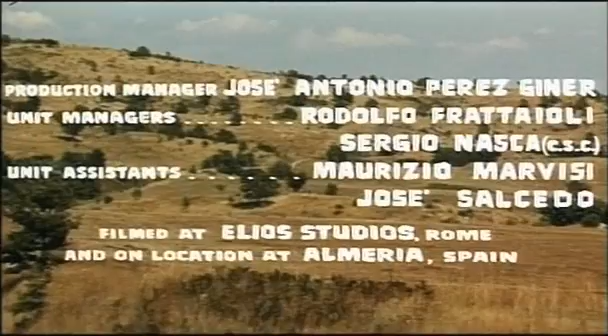 PRODUCTION MANAGER JOSE' ANTONIO PEREZ GINER
UNIT MANAGERS ........ RODOLFO FRATTAIOLI
SERGIO NASCA (C.S.C.)
UNIT ASSISTANTS ........ MAURIZIO MARVISI
JOSE' SALCEDO
FILMED AT ELIOS STUDIOS, ROME
AND ON LOCATION AT ALMERIA, SPAIN